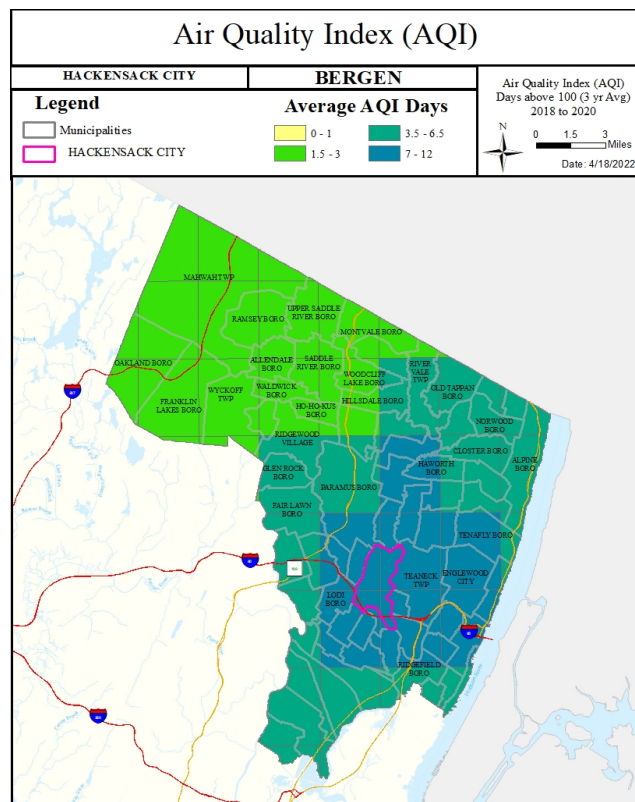 Air Quality Index (AQI)
HACKENSACK CITY
BERGEN
Legend
Municipalities
HACKENSACK CITY
Average AQI Days
0 - 1
1.5 - 3
3.5 - 6.5
7 - 12
Air Quality Index (AQI)
Days above 100 (3 yr Avg)
2018 to 2020
N
0 1.5 3
Miles
Date: 4/18/2022
MAHWAH TWP
RAMSEY BORO
UPPER SADDLE
RIVER BORO
MONTVALE BORO
OAKLAND BORO
ALLENDALE
BORO
SADDLE
RIVER BORO
WOODCLIFF
LAKE BORO
RIVER
VALE
TWP
OLD TAPPAN
BORO
FRANKLIN
LAKES BORO
WYCKOFF
TWP
WALDWICK
BORO
HO-HO-KUS
BORO
HILLSDALE BORO
NORWOOD
BORO
RIDGEWOOD
VILLAGE
CLOSTER BORO
ALPINE
BORO
GLEN ROCK
BORO
PARAMUS BORO
HAWORTH
BORO
FAIR LAWN
BORO
TENAFLY BORO
LODI
BORO
TEANECK
TWP
ENGLEWOOD
CITY
RIDGEFIELD
BORO